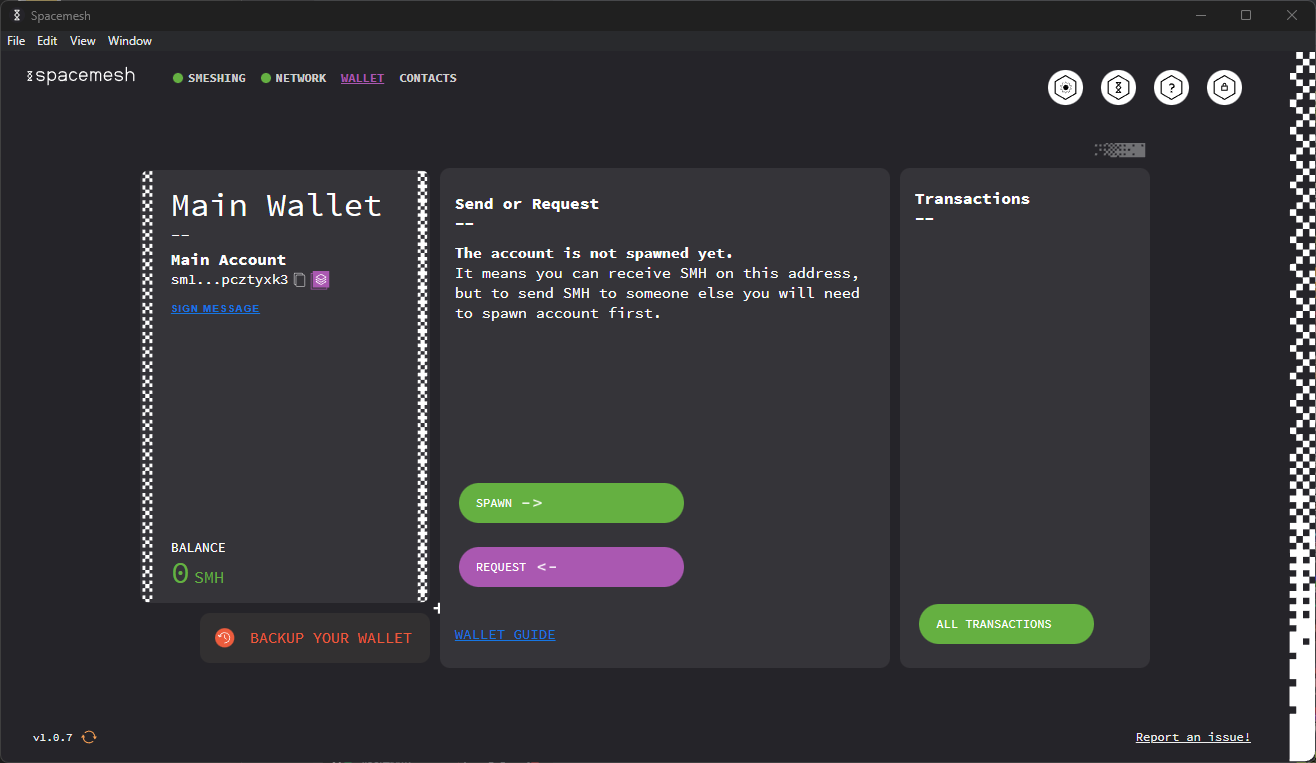 Spacemesh
File Edit View Window
spacemesh
SMESHING NETWORK WALLET CONTACTS
?
Main Wallet
--
Main Account
sm1...pcztyxk3
SIGN MESSAGE
BALANCE
0 SMH
BACKUP YOUR WALLET
Send or Request
--
The account is not spawned yet.
It means you can receive SMH on this address,
but to send SMH to someone else you will need
to spawn account first.
SPAWN ->
REQUEST <-
WALLET GUIDE
Transactions
--
ALL TRANSACTIONS
v1.0.7
Report an issue!